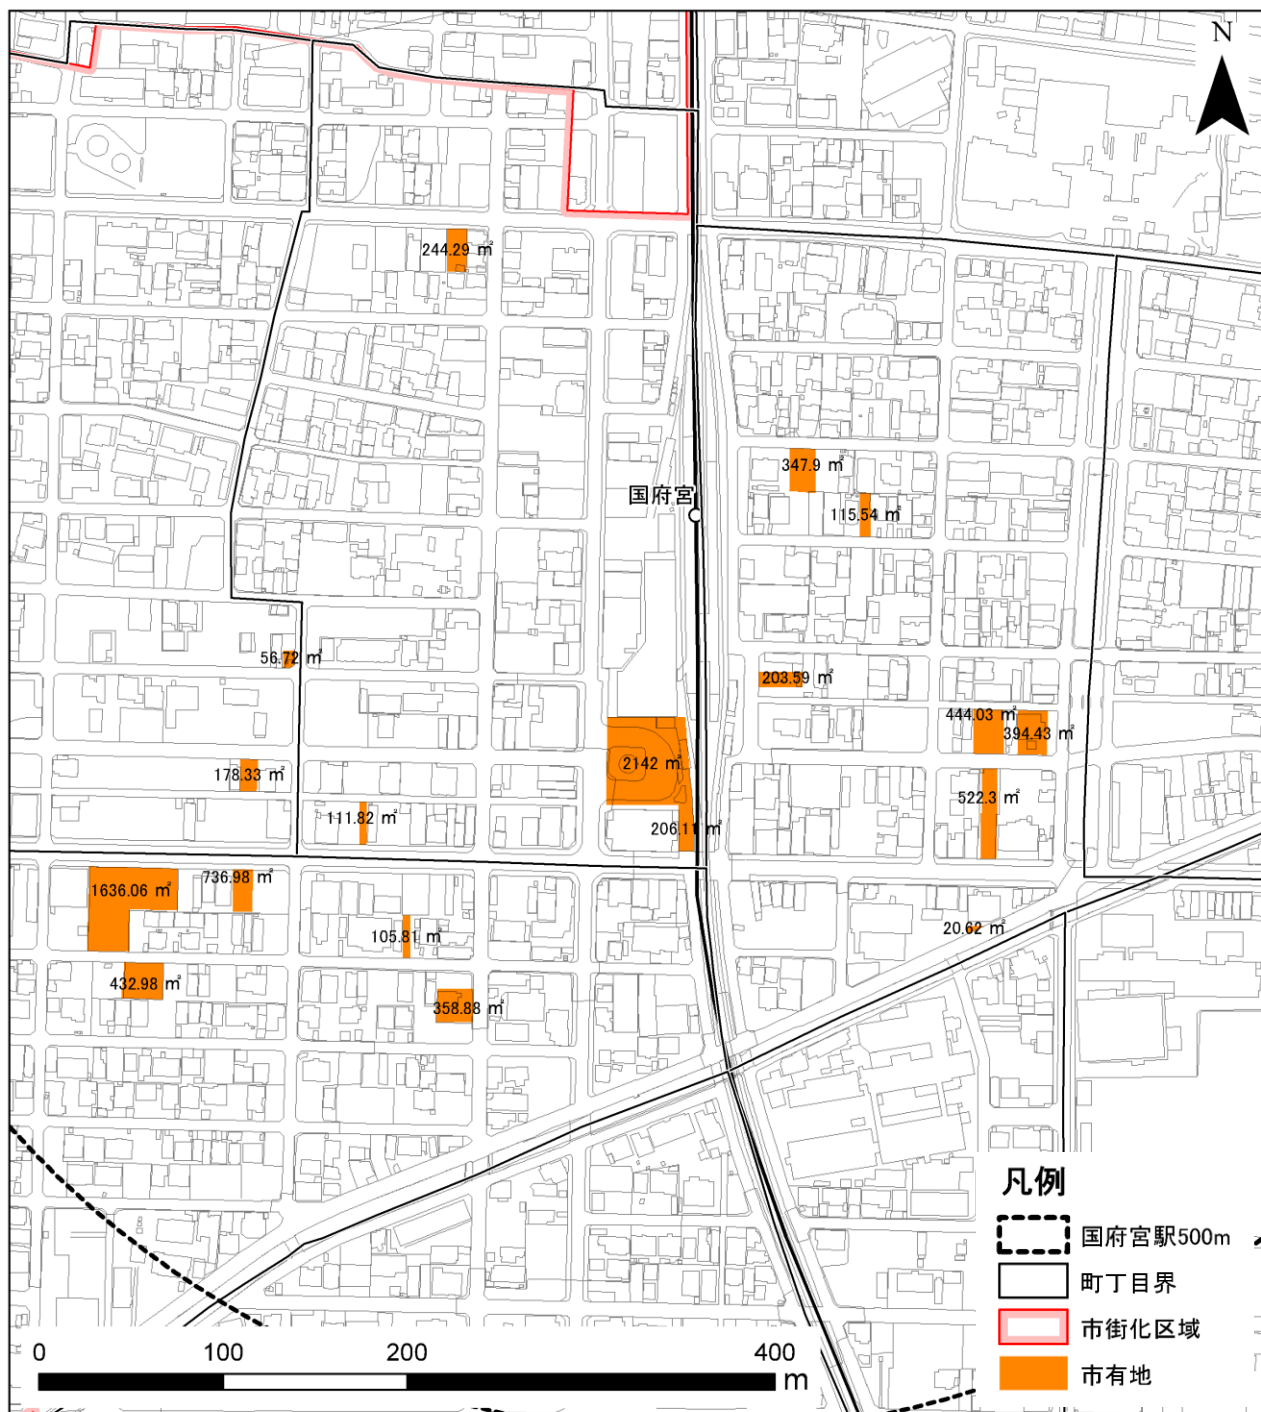 N
244.29 ㎡
347.9 ㎡
国府宮
115.54 ㎡
56.72 ㎡
203.59 ㎡
444.03 ㎡
394.43 ㎡
2142 ㎡
178.33 ㎡
522.3 ㎡
111.82 ㎡
206.11 ㎡
736.98 ㎡
1636.06 ㎡
105.81 ㎡
20.62 ㎡
432.98 ㎡
358.88 ㎡
凡例
国府宮駅500m
町丁目界
市街化区域
市有地
0 100 200 400
m